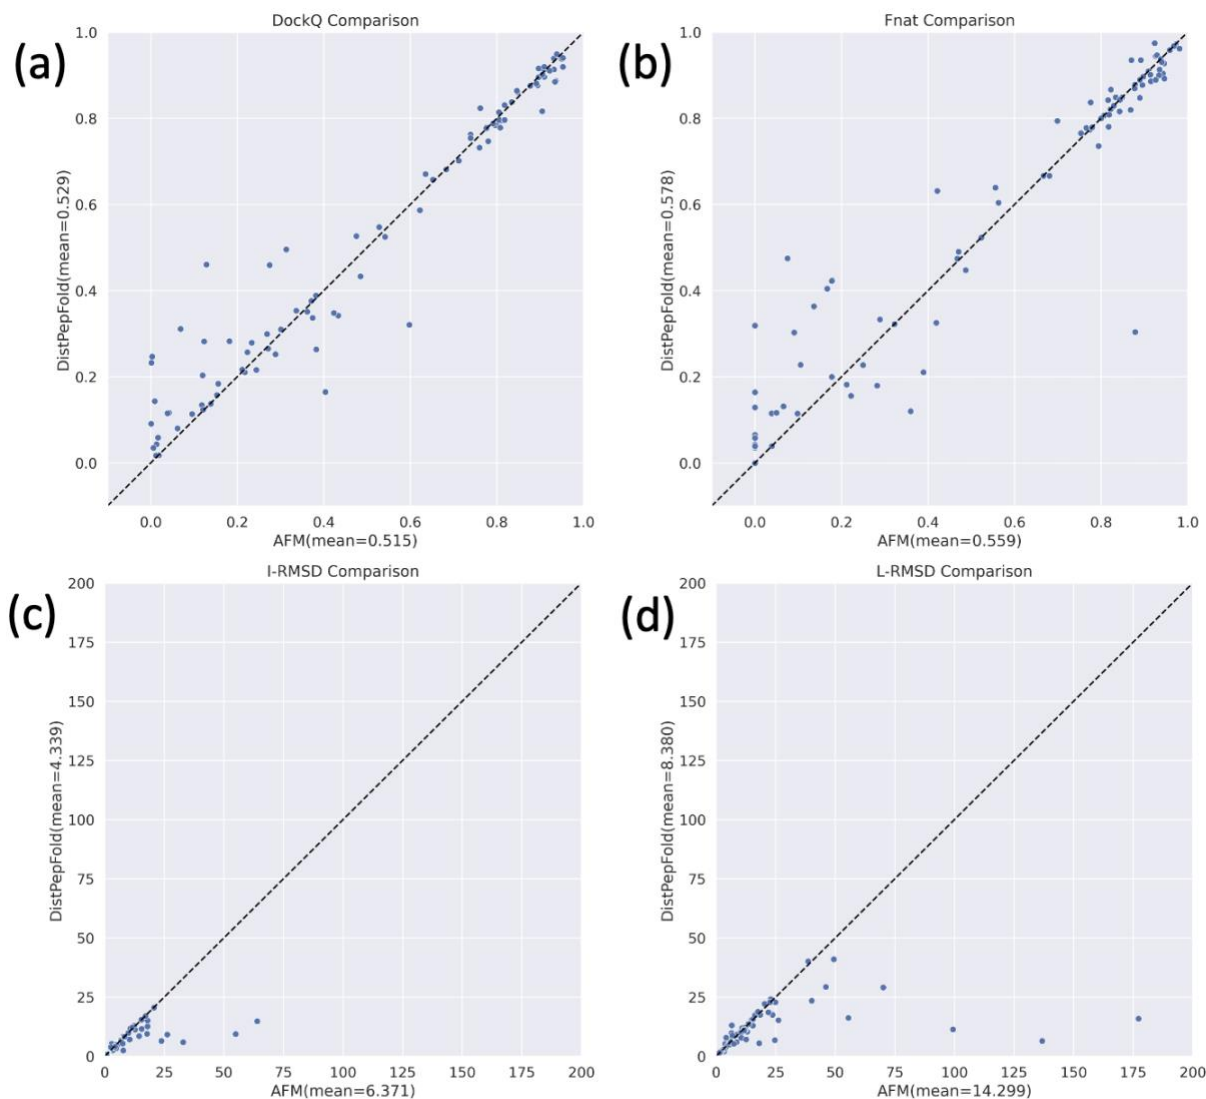 (a)
DockQ Comparison
1.0
0.8
0.6
0.4
0.2
0.0
DistPepFold(mean=0.529)
0.0 0.2 0.4 0.6 0.8 1.0
AFM(mean=0.515)
(b)
Fnat Comparison
1.0
0.8
0.6
0.4
0.2
0.0
DistPepFold(mean=0.578)
0.0 0.2 0.4 0.6 0.8 1.0
AFM(mean=0.559)
(c)
I-RMSD Comparison
200
175
150
125
100
75
50
25
0
DistPepFold(mean=4.339)
0 25 50 75 100 125 150 175 200
AFM(mean=6.371)
(d)
L-RMSD Comparison
200
175
150
125
100
75
50
25
0
DistPepFold(mean=8.380)
0 25 50 75 100 125 150 175 200
AFM(mean=14.299)